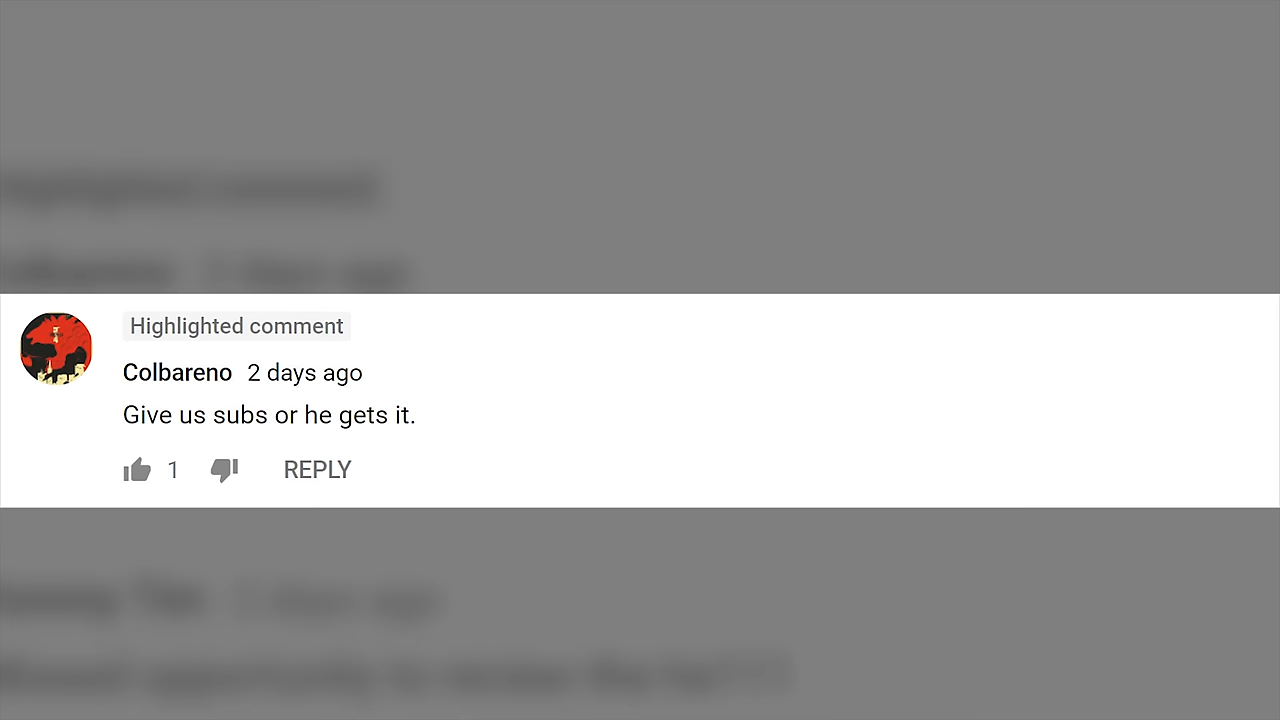 Highlighted comment
Colbareno 2 days ago
Give us subs or he gets it.
1 REPLY